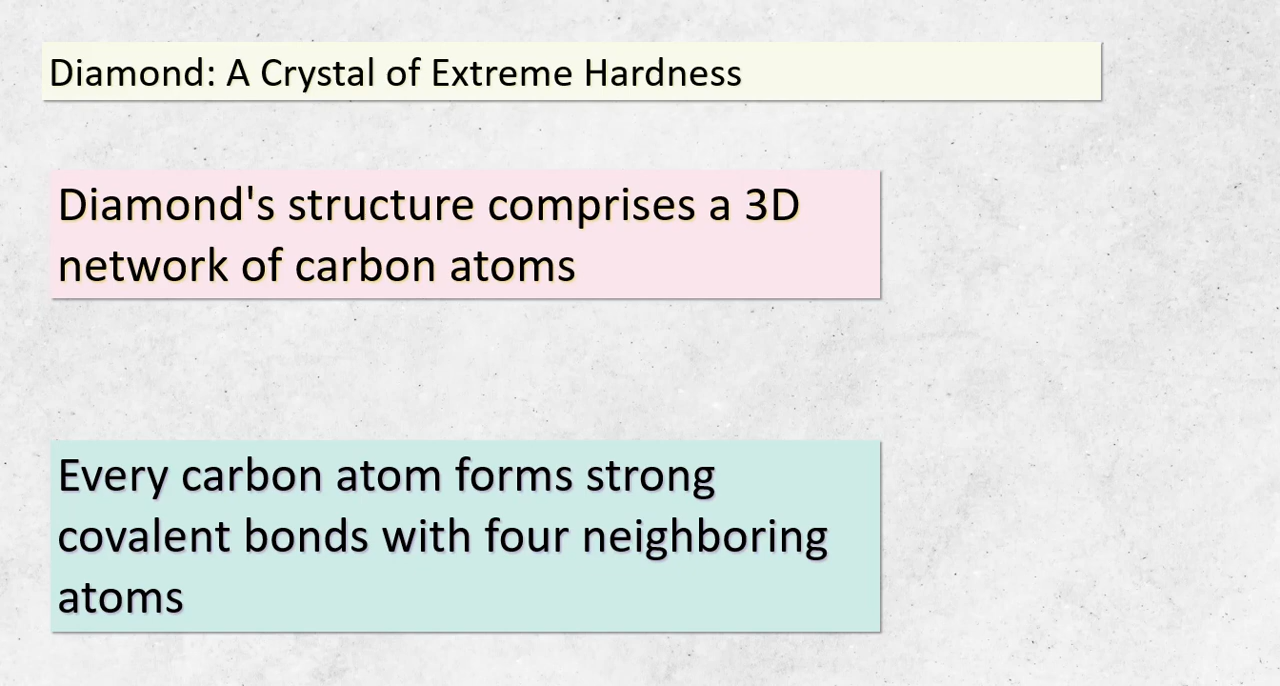 Diamond: A Crystal of Extreme Hardness
Diamond's structure comprises a 3D
network of carbon atoms
Every carbon atom forms strong
covalent bonds with four neighboring
atoms